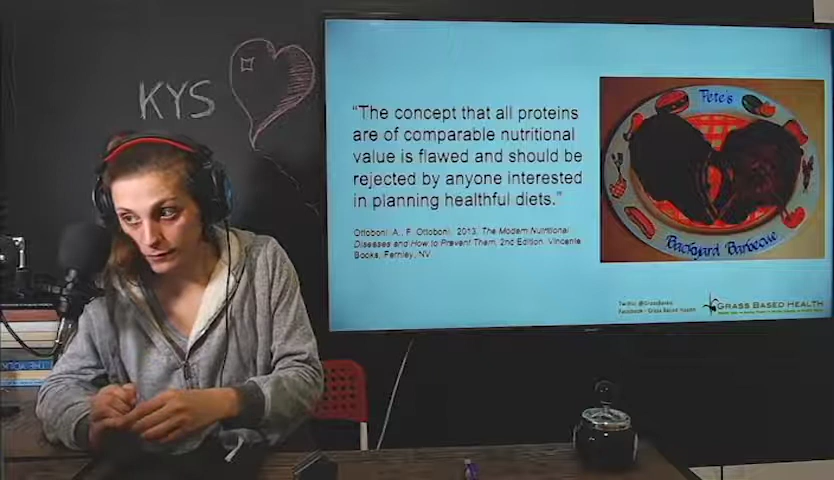 KYS
"The concept that all proteins
are of comparable nutritional
value is flawed and should be
rejected by anyone interested
in planning healthful diets."
Ottoboni A., F. Ottoboni. 2013. The Modern Nutritional
Diseases and How to Prevent Them, 2nd Edition. Vincente
Books, Fernley, NV
Pete's
Backyard Barbecue
Twitter @GrassBased
Facebook - Grass Based Health
GRASS BASED HEALTH